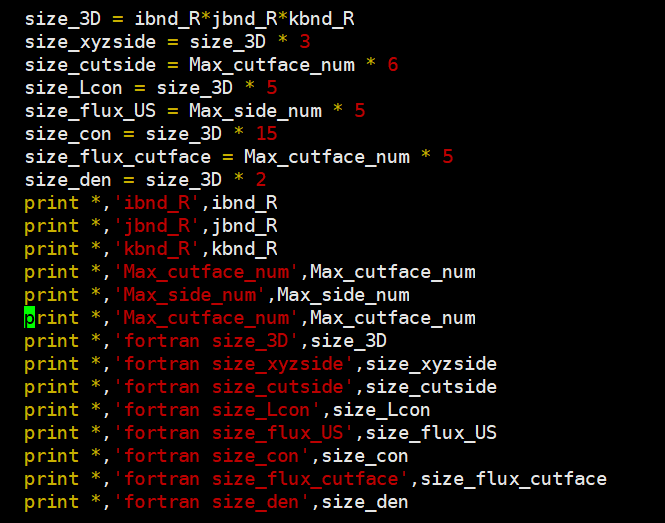 size_3D = ibnd_R*jbnd_R*kbnd_R
size_xyzside = size_3D * 3
size_cutside = Max_cutface_num * 6
size_Lcon = size_3D * 5
size_flux_US = Max_side_num * 5
size_con = size_3D * 15
size_flux_cutface = Max_cutface_num * 5
size_den = size_3D * 2
print *,'ibnd_R',ibnd_R
print *,'jbnd_R',jbnd_R
print *,'kbnd_R',kbnd_R
print *,'Max_cutface_num',Max_cutface_num
print *,'Max_side_num',Max_side_num
print *,'Max_cutface_num',Max_cutface_num
print *,'fortran size_3D',size_3D
print *,'fortran size_xyzside',size_xyzside
print *,'fortran size_cutside',size_cutside
print *,'fortran size_Lcon',size_Lcon
print *,'fortran size_flux_US',size_flux_US
print *,'fortran size_con',size_con
print *,'fortran size_flux_cutface',size_flux_cutface
print *,'fortran size_den',size_den